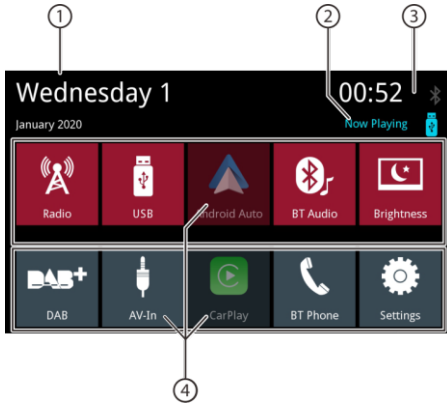 1 2 3
Wednesday 1 00:52
January 2020 Now Playing
Radio USB Android Auto BT Audio Brightness
DAB+
DAB AV-In CarPlay BT Phone Settings
4